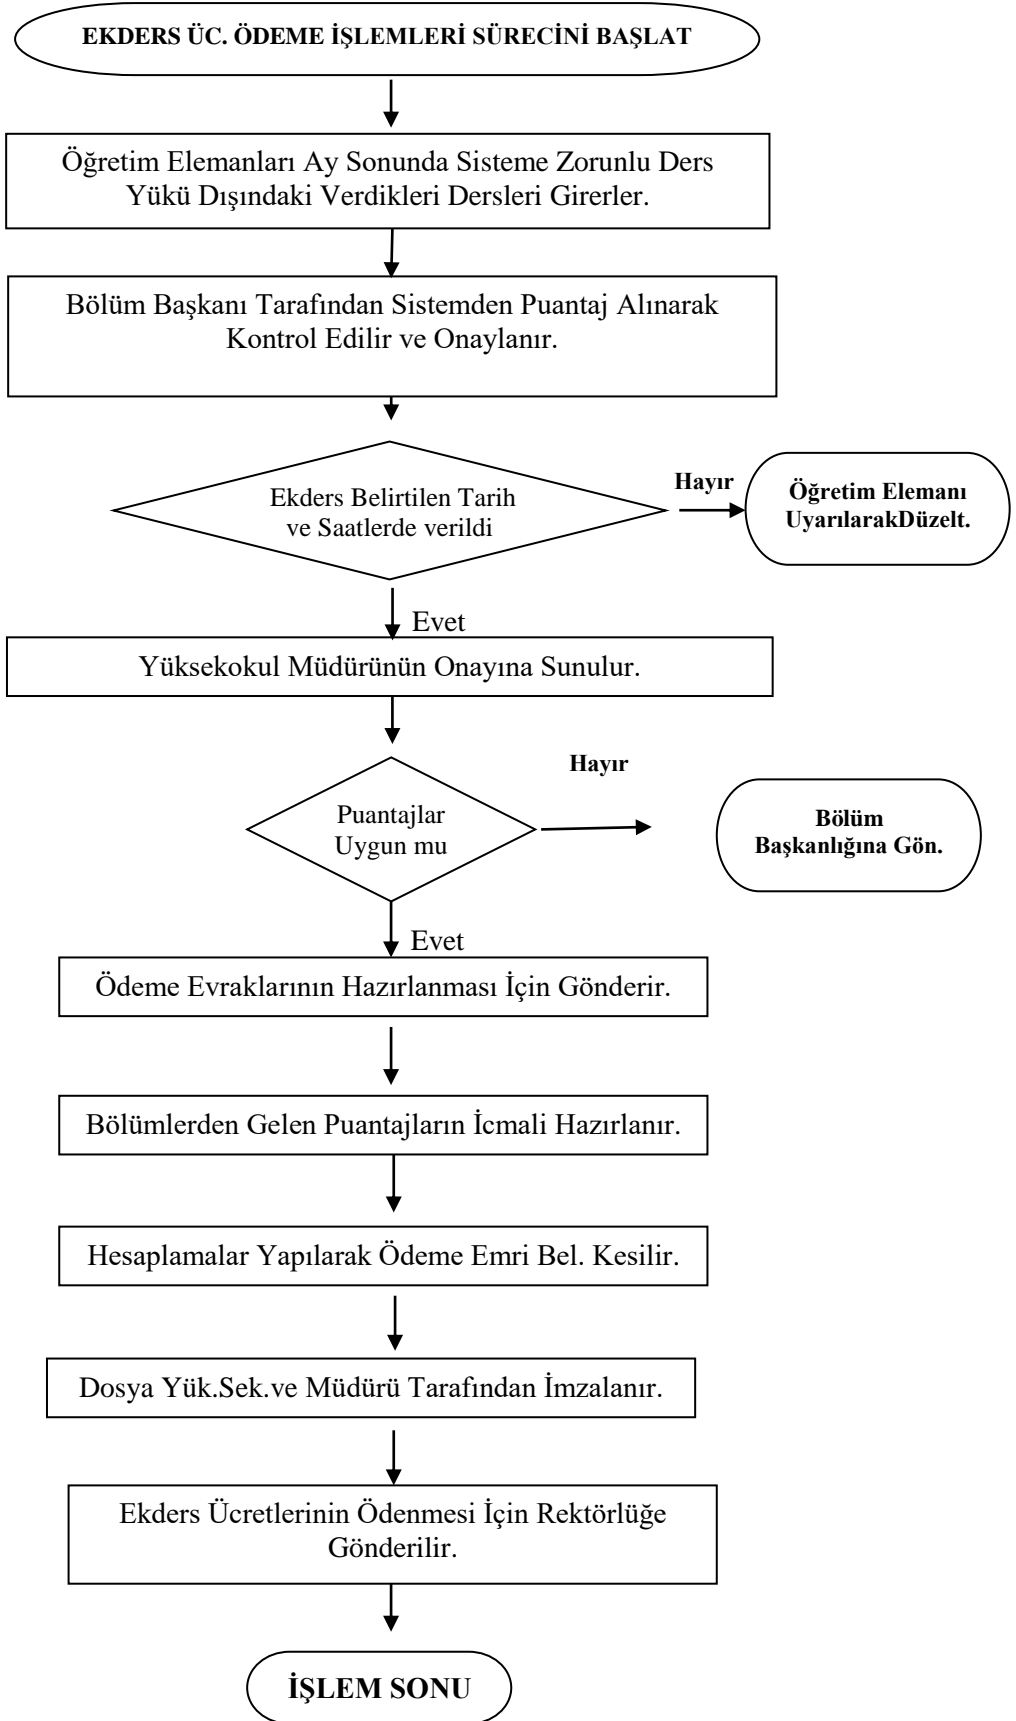 EKDERS ÜC. ÖDEME İŞLEMLERİ SÜRECİNİ BAŞLAT
Öğretim Elemanları Ay Sonunda Sisteme Zorunlu Ders
Yükü Dışındaki Verdikleri Dersleri Girerler.
Bölüm Başkanı Tarafından Sistemden Puantaj Alınarak
Kontrol Edilir ve Onaylanır.
Ekders Belirtilen Tarih
ve Saatlerde verildi
Hayır
Öğretim Elemanı
UyarılarakDüzelt.
Evet
Yüksekokul Müdürünün Onayına Sunulur.
Puantajlar
Uygun mu
Hayır
Bölüm
Başkanlığına Gön.
Evet
Ödeme Evraklarının Hazırlanması İçin Gönderir.
Bölümlerden Gelen Puantajların İcmali Hazırlanır.
Hesaplamalar Yapılarak Ödeme Emri Bel. Kesilir.
Dosya Yük.Sek.ve Müdürü Tarafından İmzalanır.
Ekders Ücretlerinin Ödenmesi İçin Rektörlüğe
Gönderilir.
İŞLEM SONU